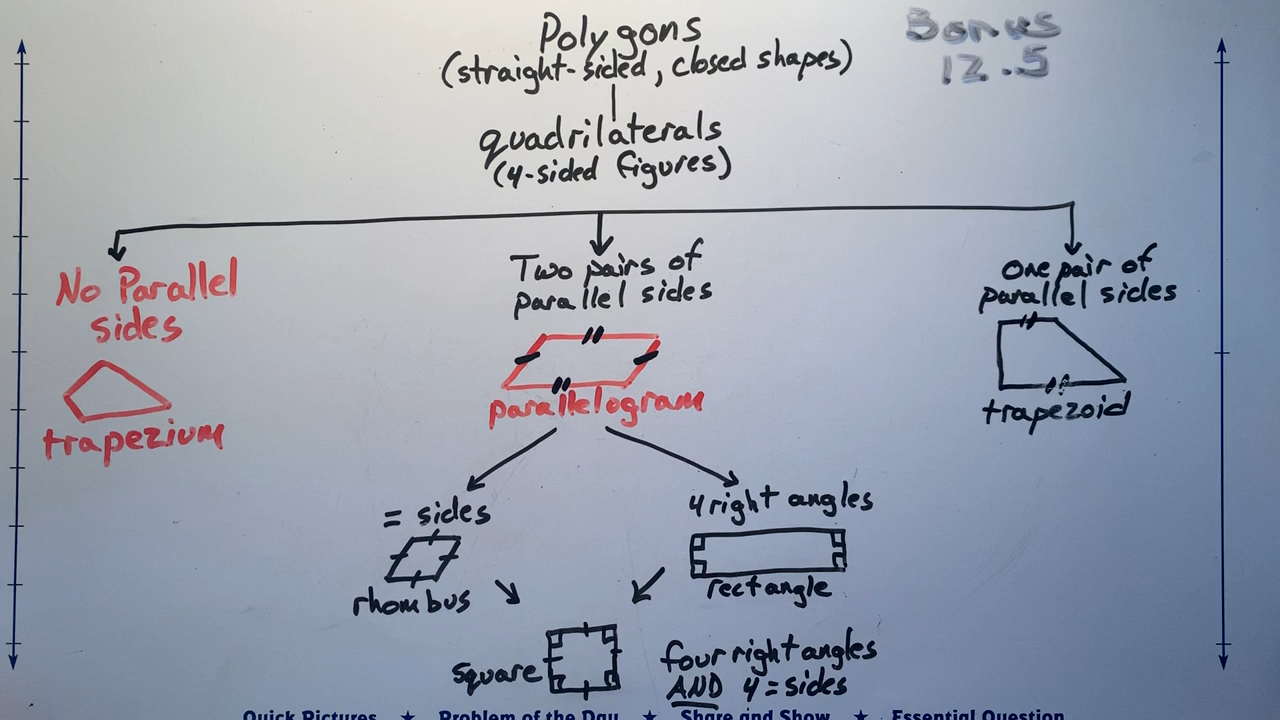 Polygons
(straight-sided, closed shapes)
Bonus
12.5
quadrilaterals
(4-sided figures)
No Parallel
sides
trapezium
Two pairs of
parallel sides
parallelogram
One pair of
parallel sides
trapezoid
= sides
rhombus
4 right angles
rectangle
square
four right angles
AND 4 = sides
Quick Pictures ★ Problem of the Day ★ Share and Show ★ Essential Question